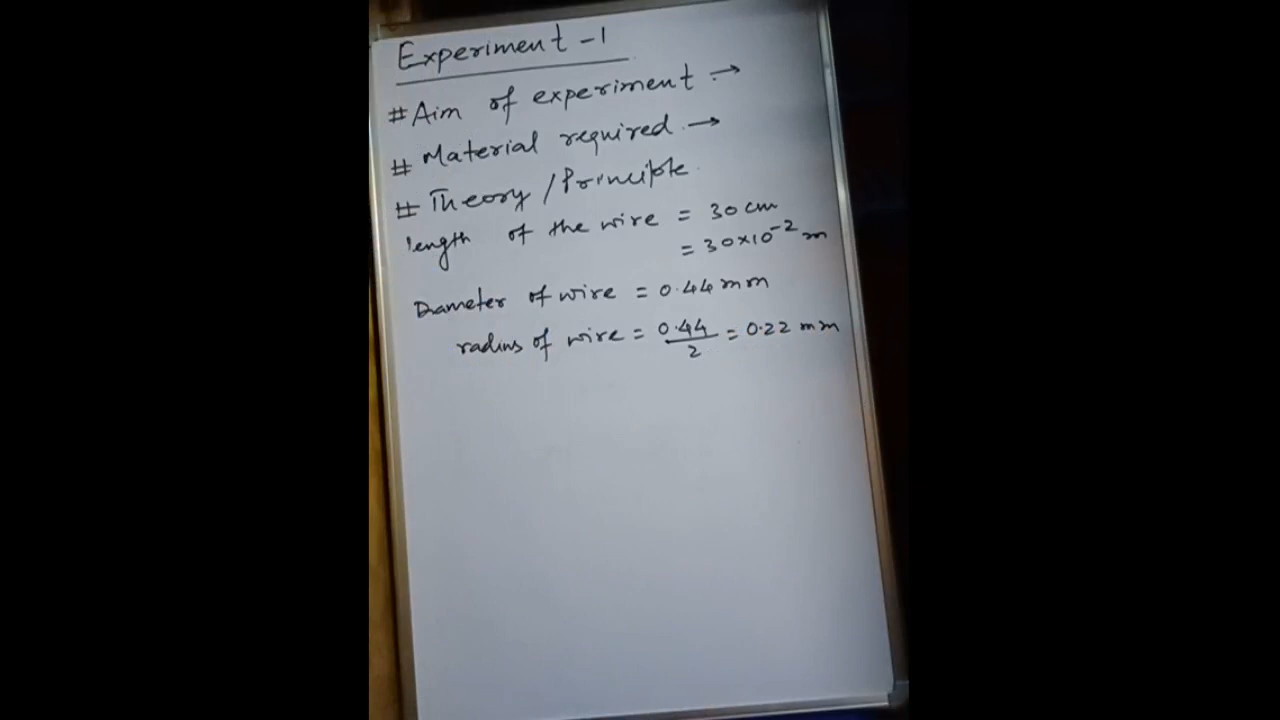 Experiment -1
# Aim of experiment →
# Material required →
# Theory / Principle
length of the wire = 30 cm
= 30×10⁻² m
Diameter of wire = 0.44 mm
radius of wire = 0.44/2 = 0.22 mm